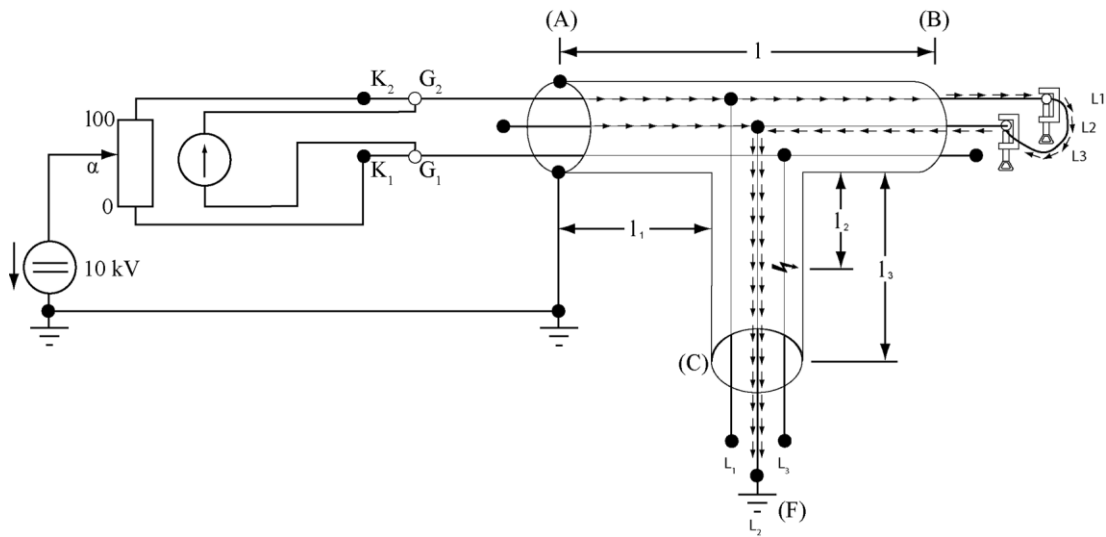 (A)
(B)
l
K₂
G₂
100
α
0
K₁
G₁
L1
L2
L3
10 kV
l₁
l₂
l₃
(C)
L₁
L₃
(F)
L₂